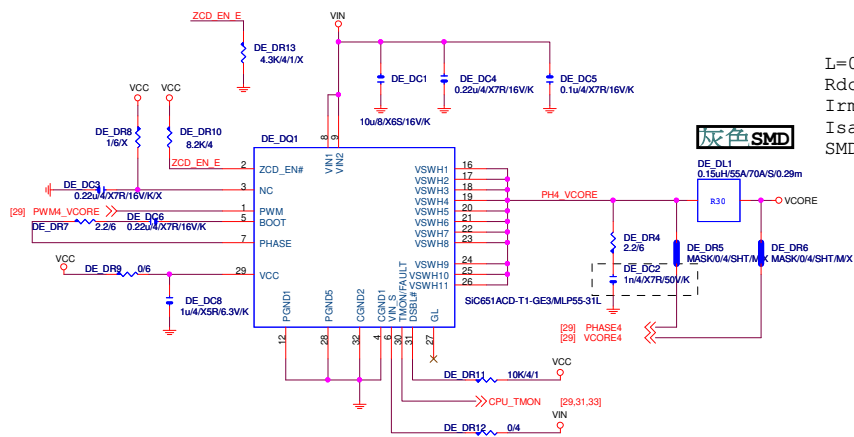 ZCD_EN_E
VIN
DE_DR13
4.3K/4/1/X
DE_DC1
10u/8/X6S/16V/K
DE_DC4
0.22u/4/X7R/16V/K
DE_DC5
0.1u/4/X7R/16V/K
L=0
Rdc
Irm
Isa
SMD
VCC
VCC
DE_DR8
1/6/X
DE_DR10
8.2K/4
ZCD_EN_E
DE_DQ1
灰色SMD
DE_DL1
0.15uH/55A/70A/S/0.29m
R30
VCORE
PH4_VCORE
DE_DC3
0.22u/4/X7R/16V/K/X
[29] PWM4_VCORE
DE_DC6
0.22u/4/X7R/16V/K
DE_DR7
2.2/6
VCC
DE_DR9
0/6
DE_DC8
1u/4/X5R/6.3V/K
2 ZCD_EN#
3 NC
1 PWM
5 BOOT
7 PHASE
29 VCC
8 VIN1
9 VIN2
VSWH1 16
VSWH2 17
VSWH3 18
VSWH4 19
VSWH5 20
VSWH6 21
VSWH7 22
VSWH8 23
VSWH9 24
VSWH10 25
VSWH11 26
PGND1 12
PGND5 28
CGND2 32
CGND1 4
VIN_S 6
TMON/FAULT 30
DSBL# 31
GL 27
SiC651ACD-T1-GE3/MLP55-31L
DE_DR4
2.2/6
DE_DC2
1n/4/X7R/50V/K
DE_DR5
MASK/0/4/SHT/M/X
DE_DR6
MASK/0/4/SHT/M/X
[29] PHASE4
[29] VCORE4
DE_DR11
10K/4/1
VCC
CPU_TMON [29,31,33]
VIN
DE_DR12
0/4